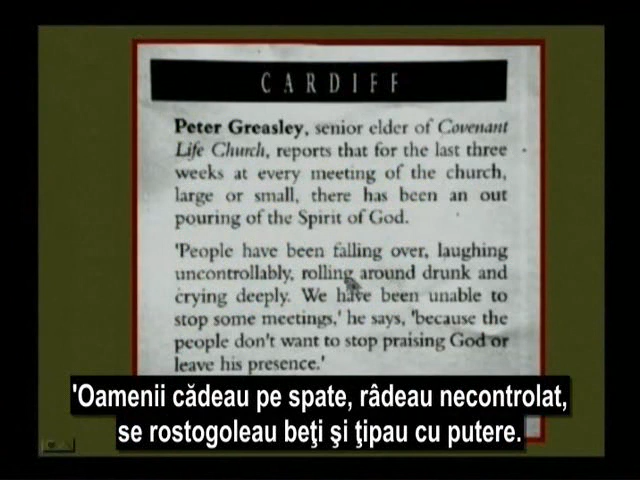 CARDIFF
Peter Greasley, senior elder of Covenant
Life Church, reports that for the last three
weeks at every meeting of the church,
large or small, there has been an out
pouring of the Spirit of God.
'People have been falling over, laughing
uncontrollably, rolling around drunk and
crying deeply. We have been unable to
stop some meetings,' he says, 'because the
people don't want to stop praising God or
leave his presence.'
'Oamenii cădeau pe spate, râdeau necontrolat,
se rostogoleau beţi şi ţipau cu putere.